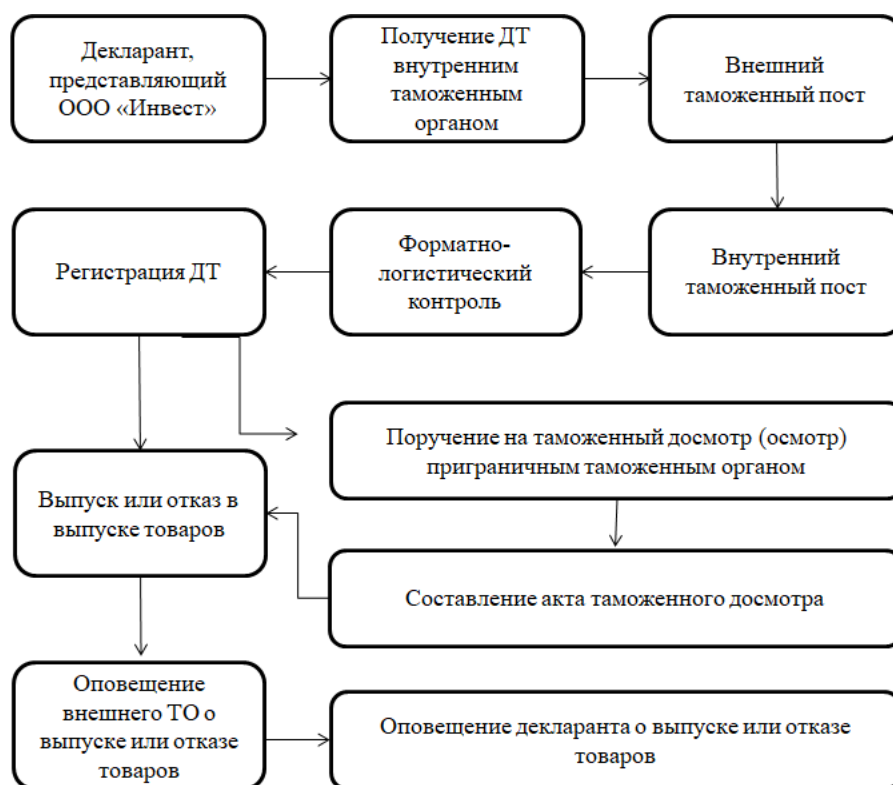 Декларант,
представляющий
ООО «Инвест»
Получение ДТ
внутренним
таможенным
органом
Внешний
таможенный пост
Регистрация ДТ
Форматно-
логистический
контроль
Внутренний
таможенный пост
Поручение на таможенный досмотр (осмотр)
приграничным таможенным органом
Выпуск или отказ в
выпуске товаров
Составление акта таможенного досмотра
Оповещение
внешнего ТО о
выпуске или отказе
товаров
Оповещение декларанта о выпуске или отказе
товаров